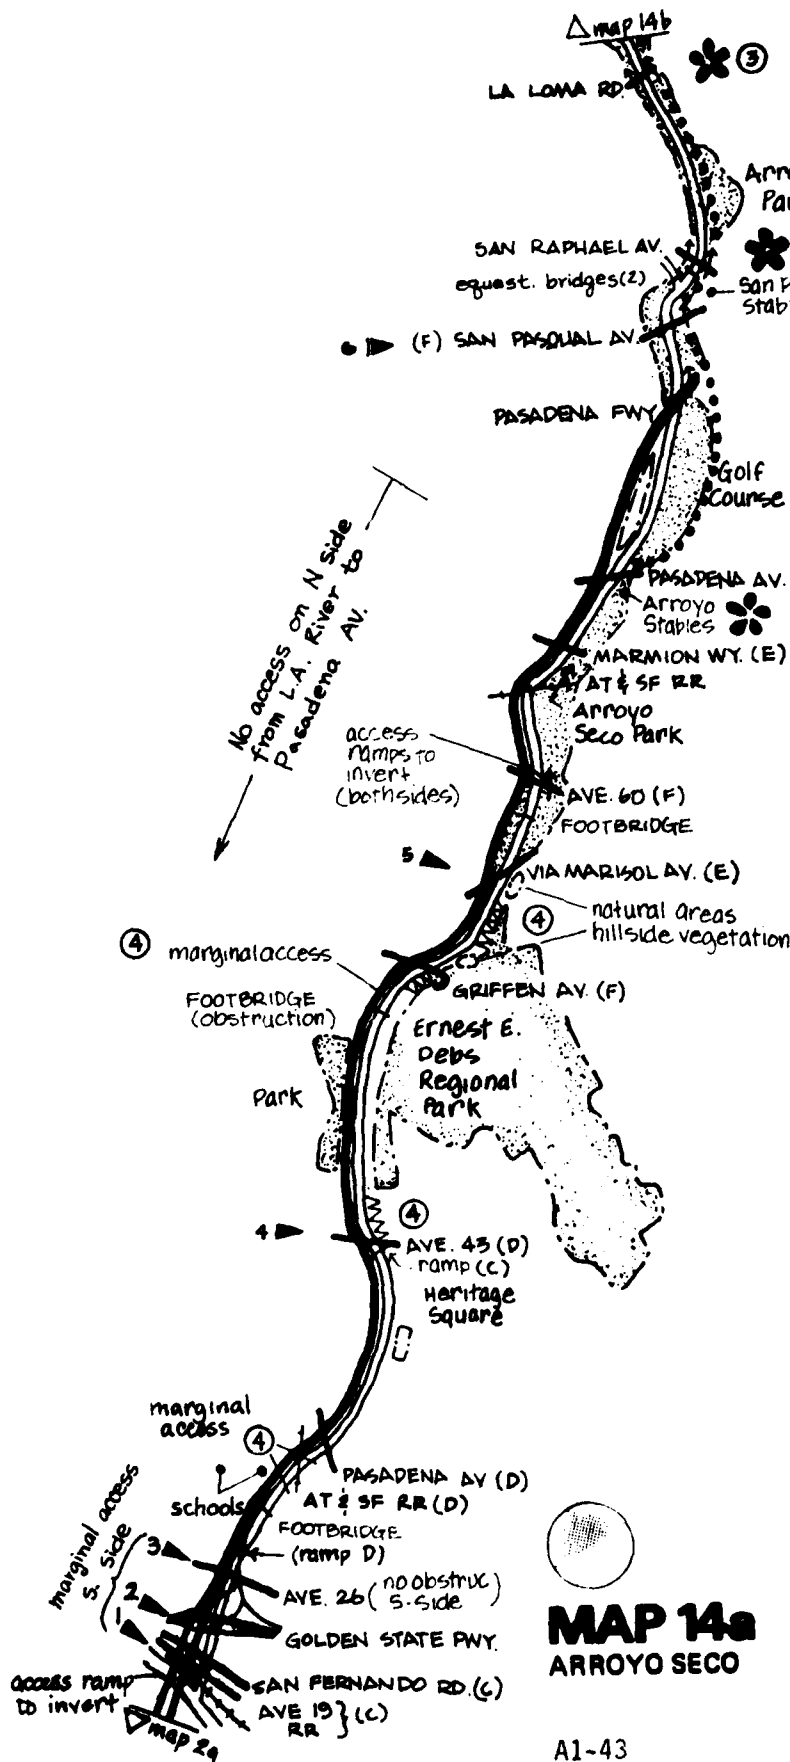 △ map 14b
③
LA LOMA RD.
SAN RAPHAEL AV.
equest. bridges (2)
(F) SAN PASQUAL AV.
PASADENA FWY
Golf
Course
No access on N side
from L.A. River to
Pasadena AV.
PASADENA AV.
Arroyo
Stables
MARMION WY. (E)
AT & SF RR
Arroyo
Seco Park
access
ramps to
invert
(both sides)
AVE. 60 (F)
FOOTBRIDGE
5
VIA MARISOL AV. (E)
④
natural areas
hillside vegetation
④
marginal access
GRIFFEN AV. (F)
FOOTBRIDGE
(obstruction)
Ernest E.
Debs
Regional
Park
Park
④
4
AVE. 43 (D)
ramp (C)
Heritage
Square
marginal
access
④
PASADENA AV (D)
schools
AT & SF RR (D)
FOOTBRIDGE
(ramp D)
marginal access
S. side
3
AVE. 26 (no obstruc)
S. side
2
GOLDEN STATE FWY.
1
access ramp
to invert
SAN FERNANDO RD. (C)
AVE 19
RR } (C)
△ map 2a
MAP 14a
ARROYO SECO
A1-43